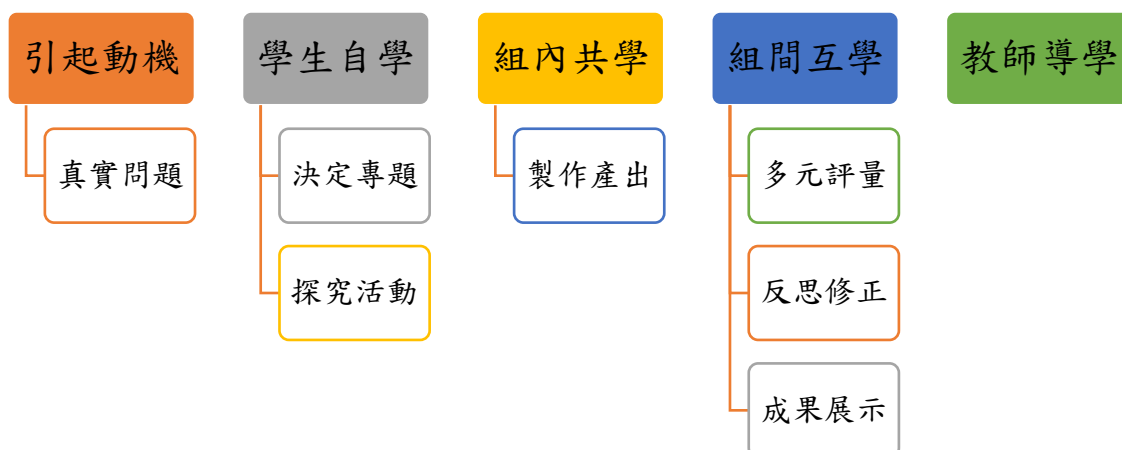 引起動機
真實問題
學生自學
決定專題
探究活動
組內共學
製作產出
組間互學
多元評量
反思修正
成果展示
教師導學